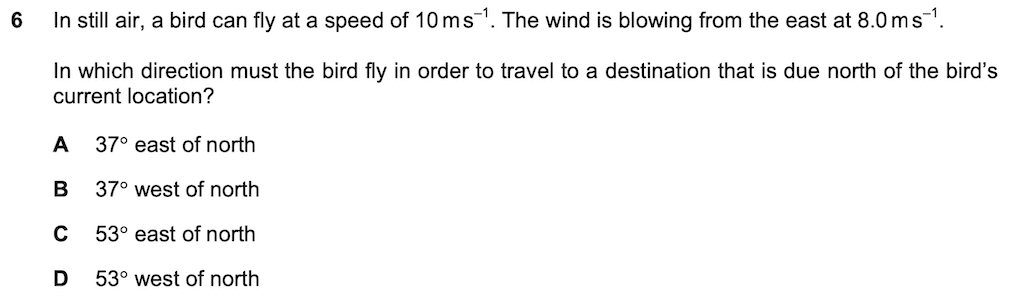 6 In still air, a bird can fly at a speed of 10 m s⁻¹. The wind is blowing from the east at 8.0 m s⁻¹.
In which direction must the bird fly in order to travel to a destination that is due north of the bird's
current location?
A 37° east of north
B 37° west of north
C 53° east of north
D 53° west of north